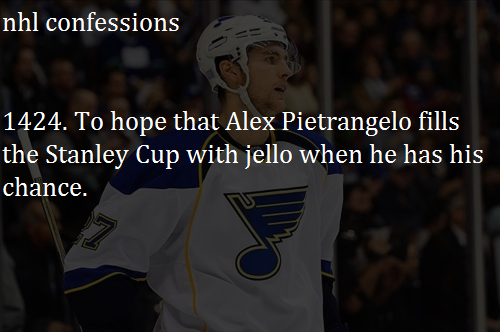 nhl confessions
1424. To hope that Alex Pietrangelo fills
the Stanley Cup with jello when he has his
chance.
27